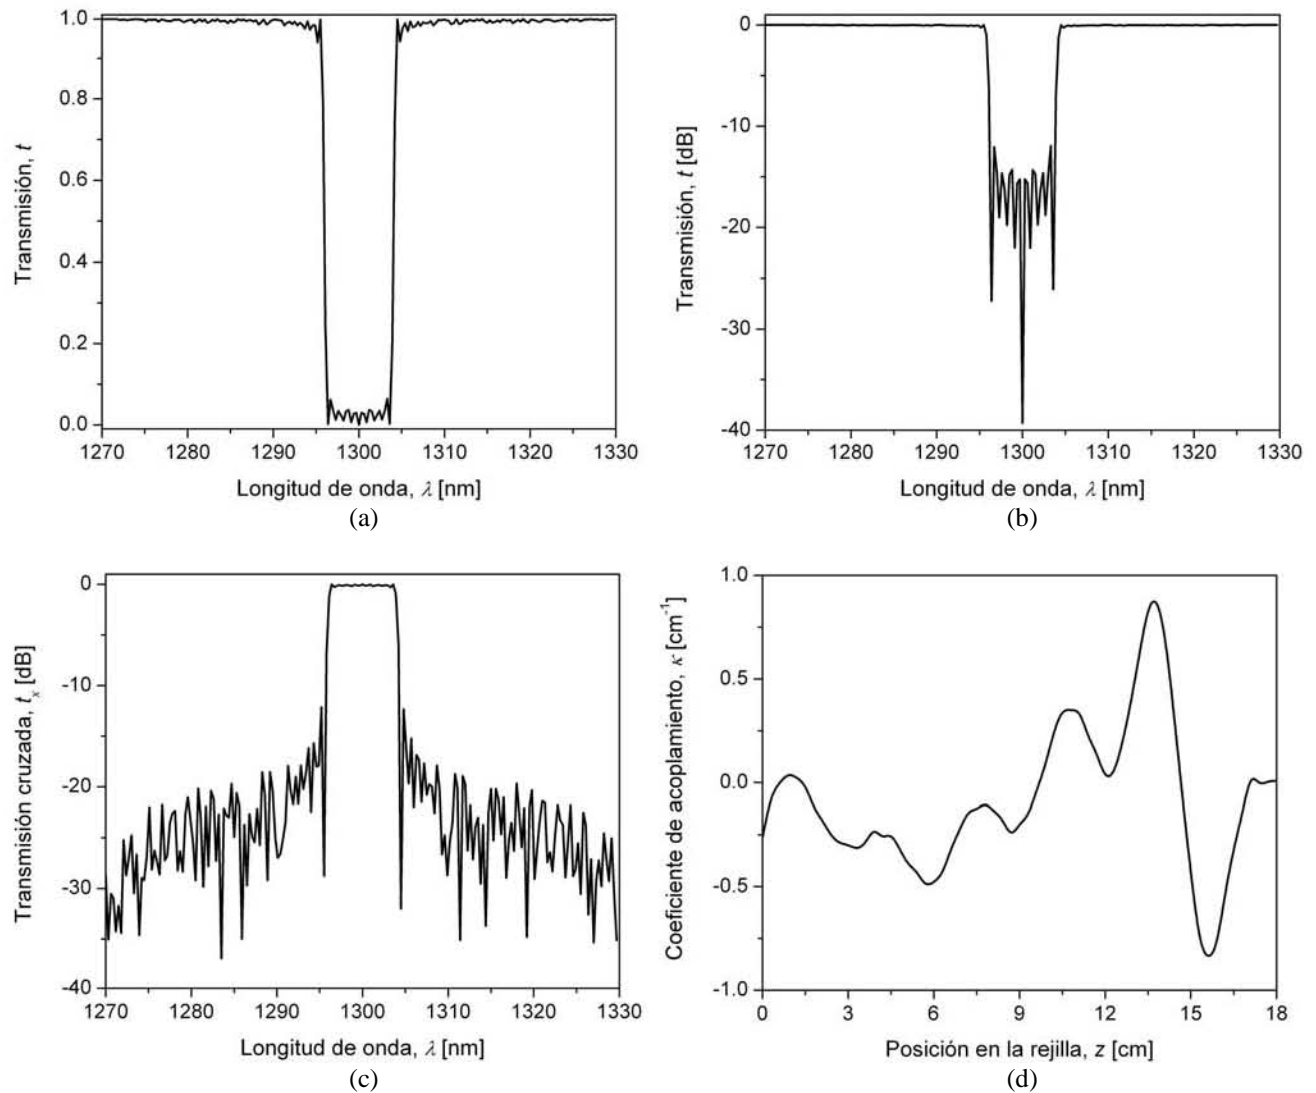 1.0
0.8
0.6
0.4
0.2
0.0
Transmisión, t
1270 1280 1290 1300 1310 1320 1330
Longitud de onda, λ [nm]
(a)
0
-10
-20
-30
-40
Transmisión, t [dB]
1270 1280 1290 1300 1310 1320 1330
Longitud de onda, λ [nm]
(b)
0
-10
-20
-30
-40
Transmisión cruzada, tₓ [dB]
1270 1280 1290 1300 1310 1320 1330
Longitud de onda, λ [nm]
(c)
1.0
0.5
0.0
-0.5
-1.0
Coeficiente de acoplamiento, κ [cm⁻¹]
0 3 6 9 12 15 18
Posición en la rejilla, z [cm]
(d)